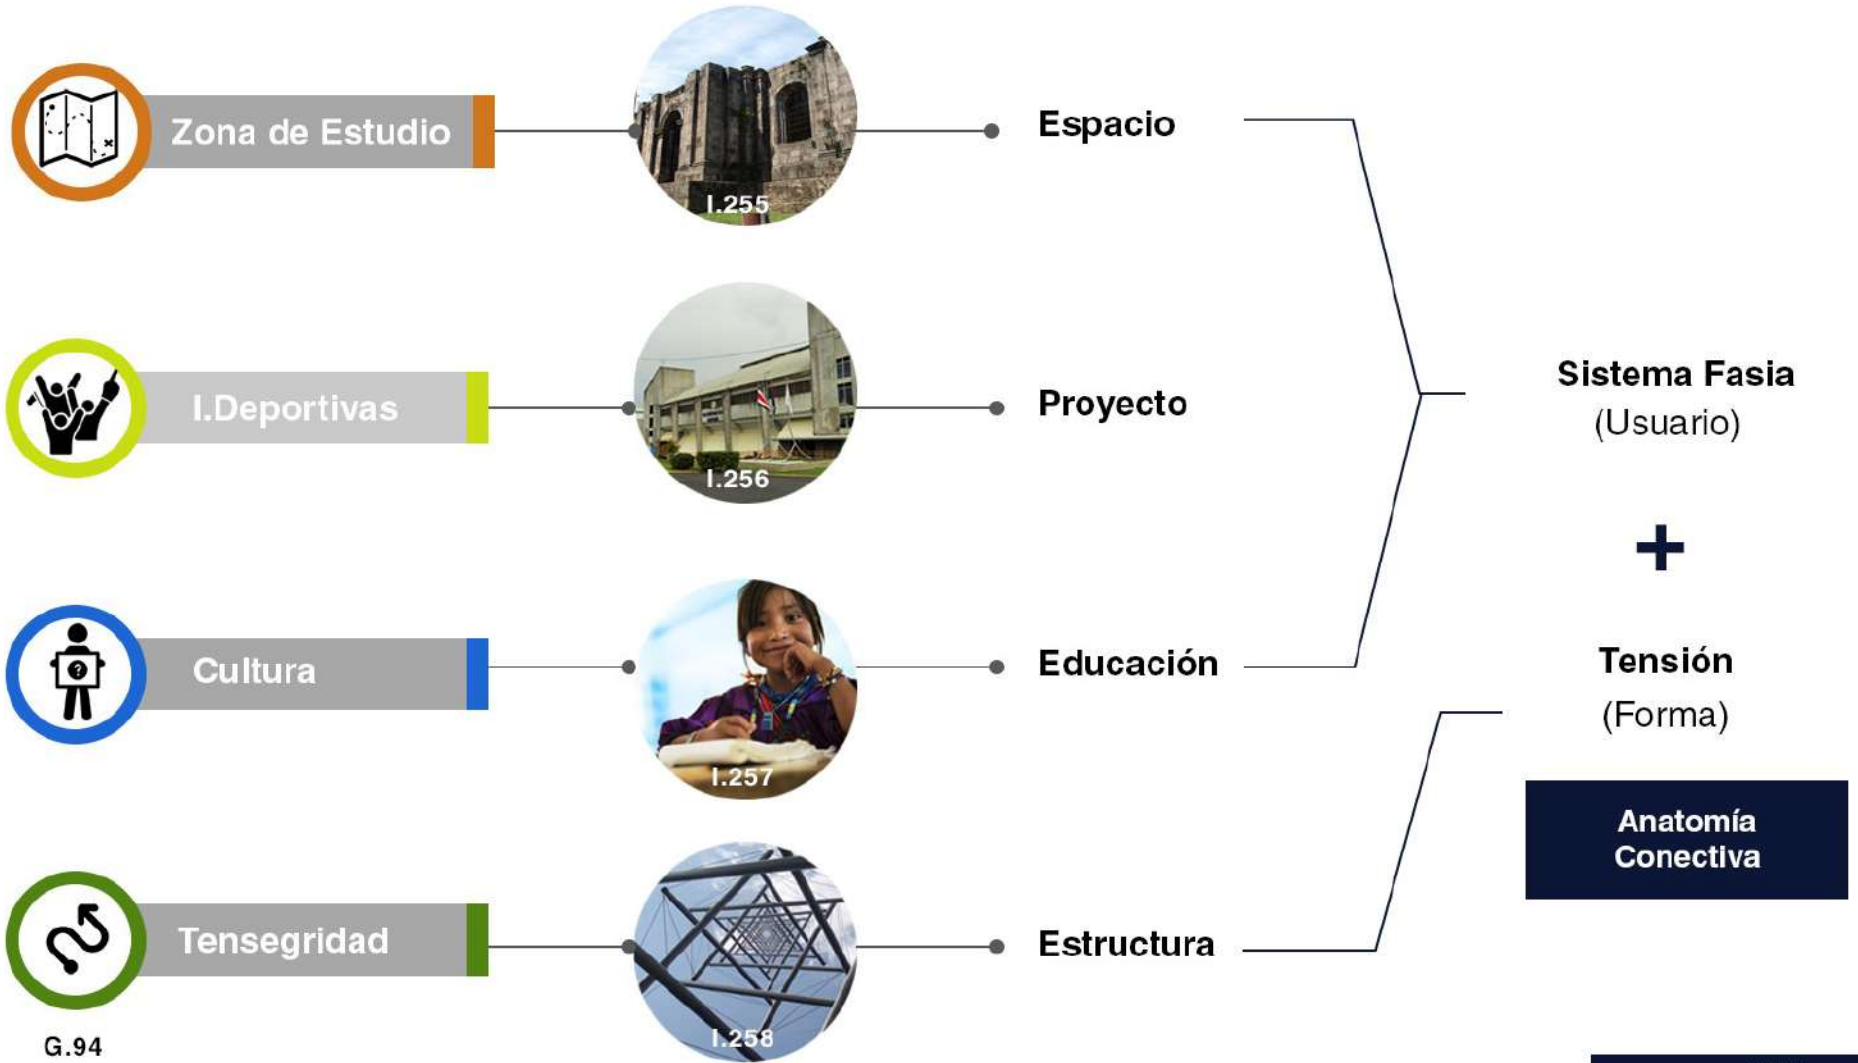 Zona de Estudio
I.255
Espacio
I.Deportivas
I.256
Proyecto
Cultura
?
I.257
Educación
Tensegridad
I.258
Estructura
Sistema Fasia
(Usuario)
+
Tensión
(Forma)
Anatomía
Conectiva
G.94